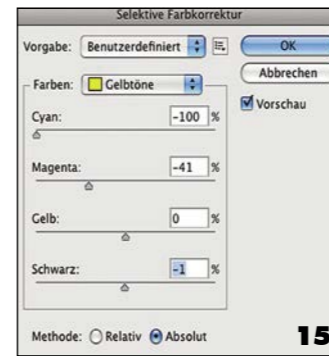 Selektive Farbkorrektur
Vorgabe: Benutzerdefiniert OK
Abbrechen
Farben: Gelbtöne
Vorschau
Cyan: -100 %
Magenta: -41 %
Gelb: 0 %
Schwarz: -1 %
Methode: Relativ Absolut
15